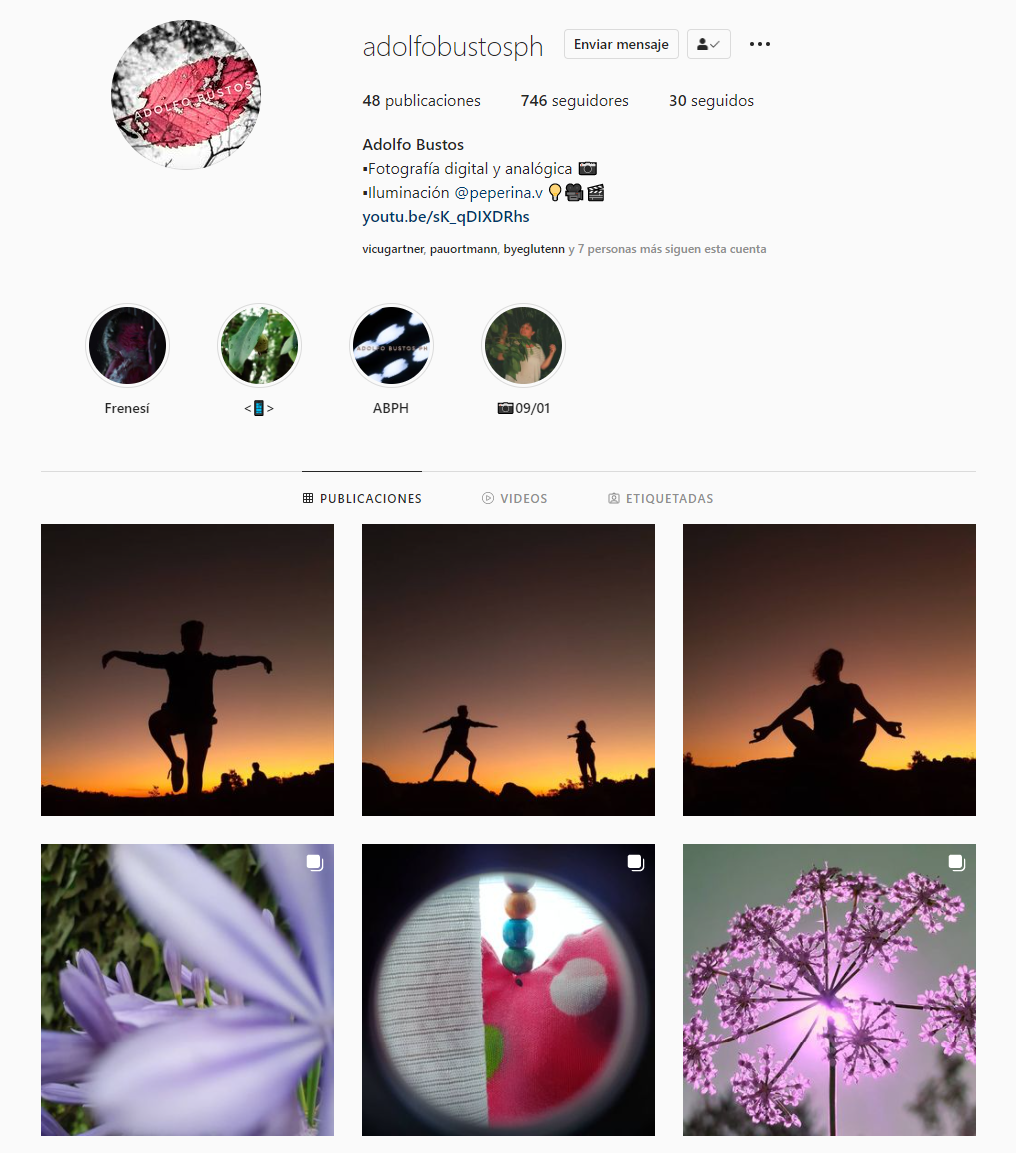 ADOLFO BUSTOS
adolfobustosph
Enviar mensaje
48 publicaciones 746 seguidores 30 seguidos
Adolfo Bustos
▪Fotografía digital y analógica 📷
▪Iluminación @peperina.v 💡🎥🎬
youtu.be/sK_qDIXDRhs
vicugartner, pauortmann, byeglutenn y 7 personas más siguen esta cuenta
ADOLFO BUSTOS PH
Frenesí <📱> ABPH 📷09/01
PUBLICACIONES VIDEOS ETIQUETADAS